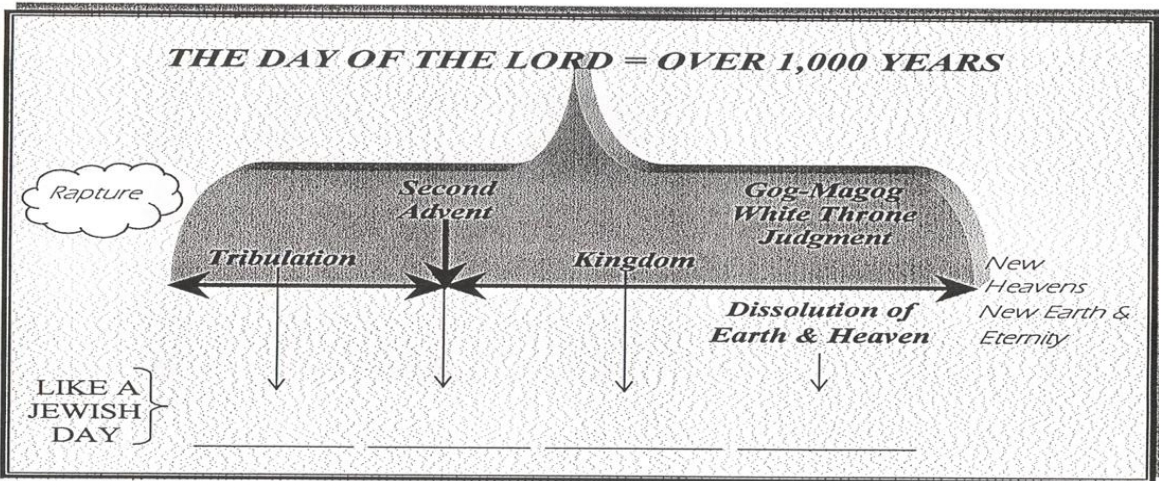 THE DAY OF THE LORD = OVER 1,000 YEARS
Rapture
Second
Advent
Gog-Magog
White Throne
Judgment
Tribulation
Kingdom
New
Heavens
New Earth &
Eternity
Dissolution of
Earth & Heaven
LIKE A
JEWISH
DAY